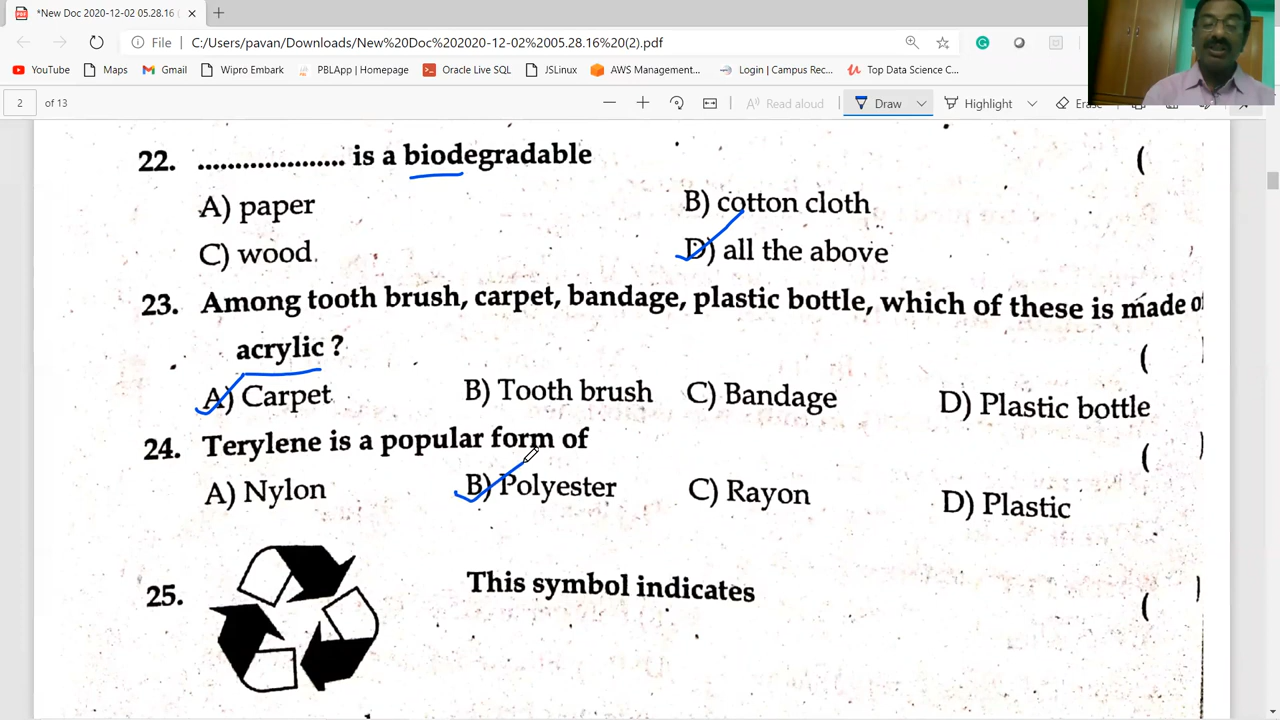 *New Doc 2020-12-02 05.28.16 (
File C:/Users/pavan/Downloads/New%20Doc%202020-12-02%2005.28.16%20(2).pdf
YouTube Maps Gmail Wipro Embark PBLApp | Homepage Oracle Live SQL JSLinux AWS Management... Login | Campus Rec... Top Data Science C...
2 of 13 Read aloud Draw Highlight
22. ..................... is a biodegradable (
A) paper B) cotton cloth
C) wood D) all the above
23. Among tooth brush, carpet, bandage, plastic bottle, which of these is made
acrylic ? (
A) Carpet B) Tooth brush C) Bandage D) Plastic bottle
24. Terylene is a popular form of ( )
A) Nylon B) Polyester C) Rayon D) Plastic
25. This symbol indicates ( )